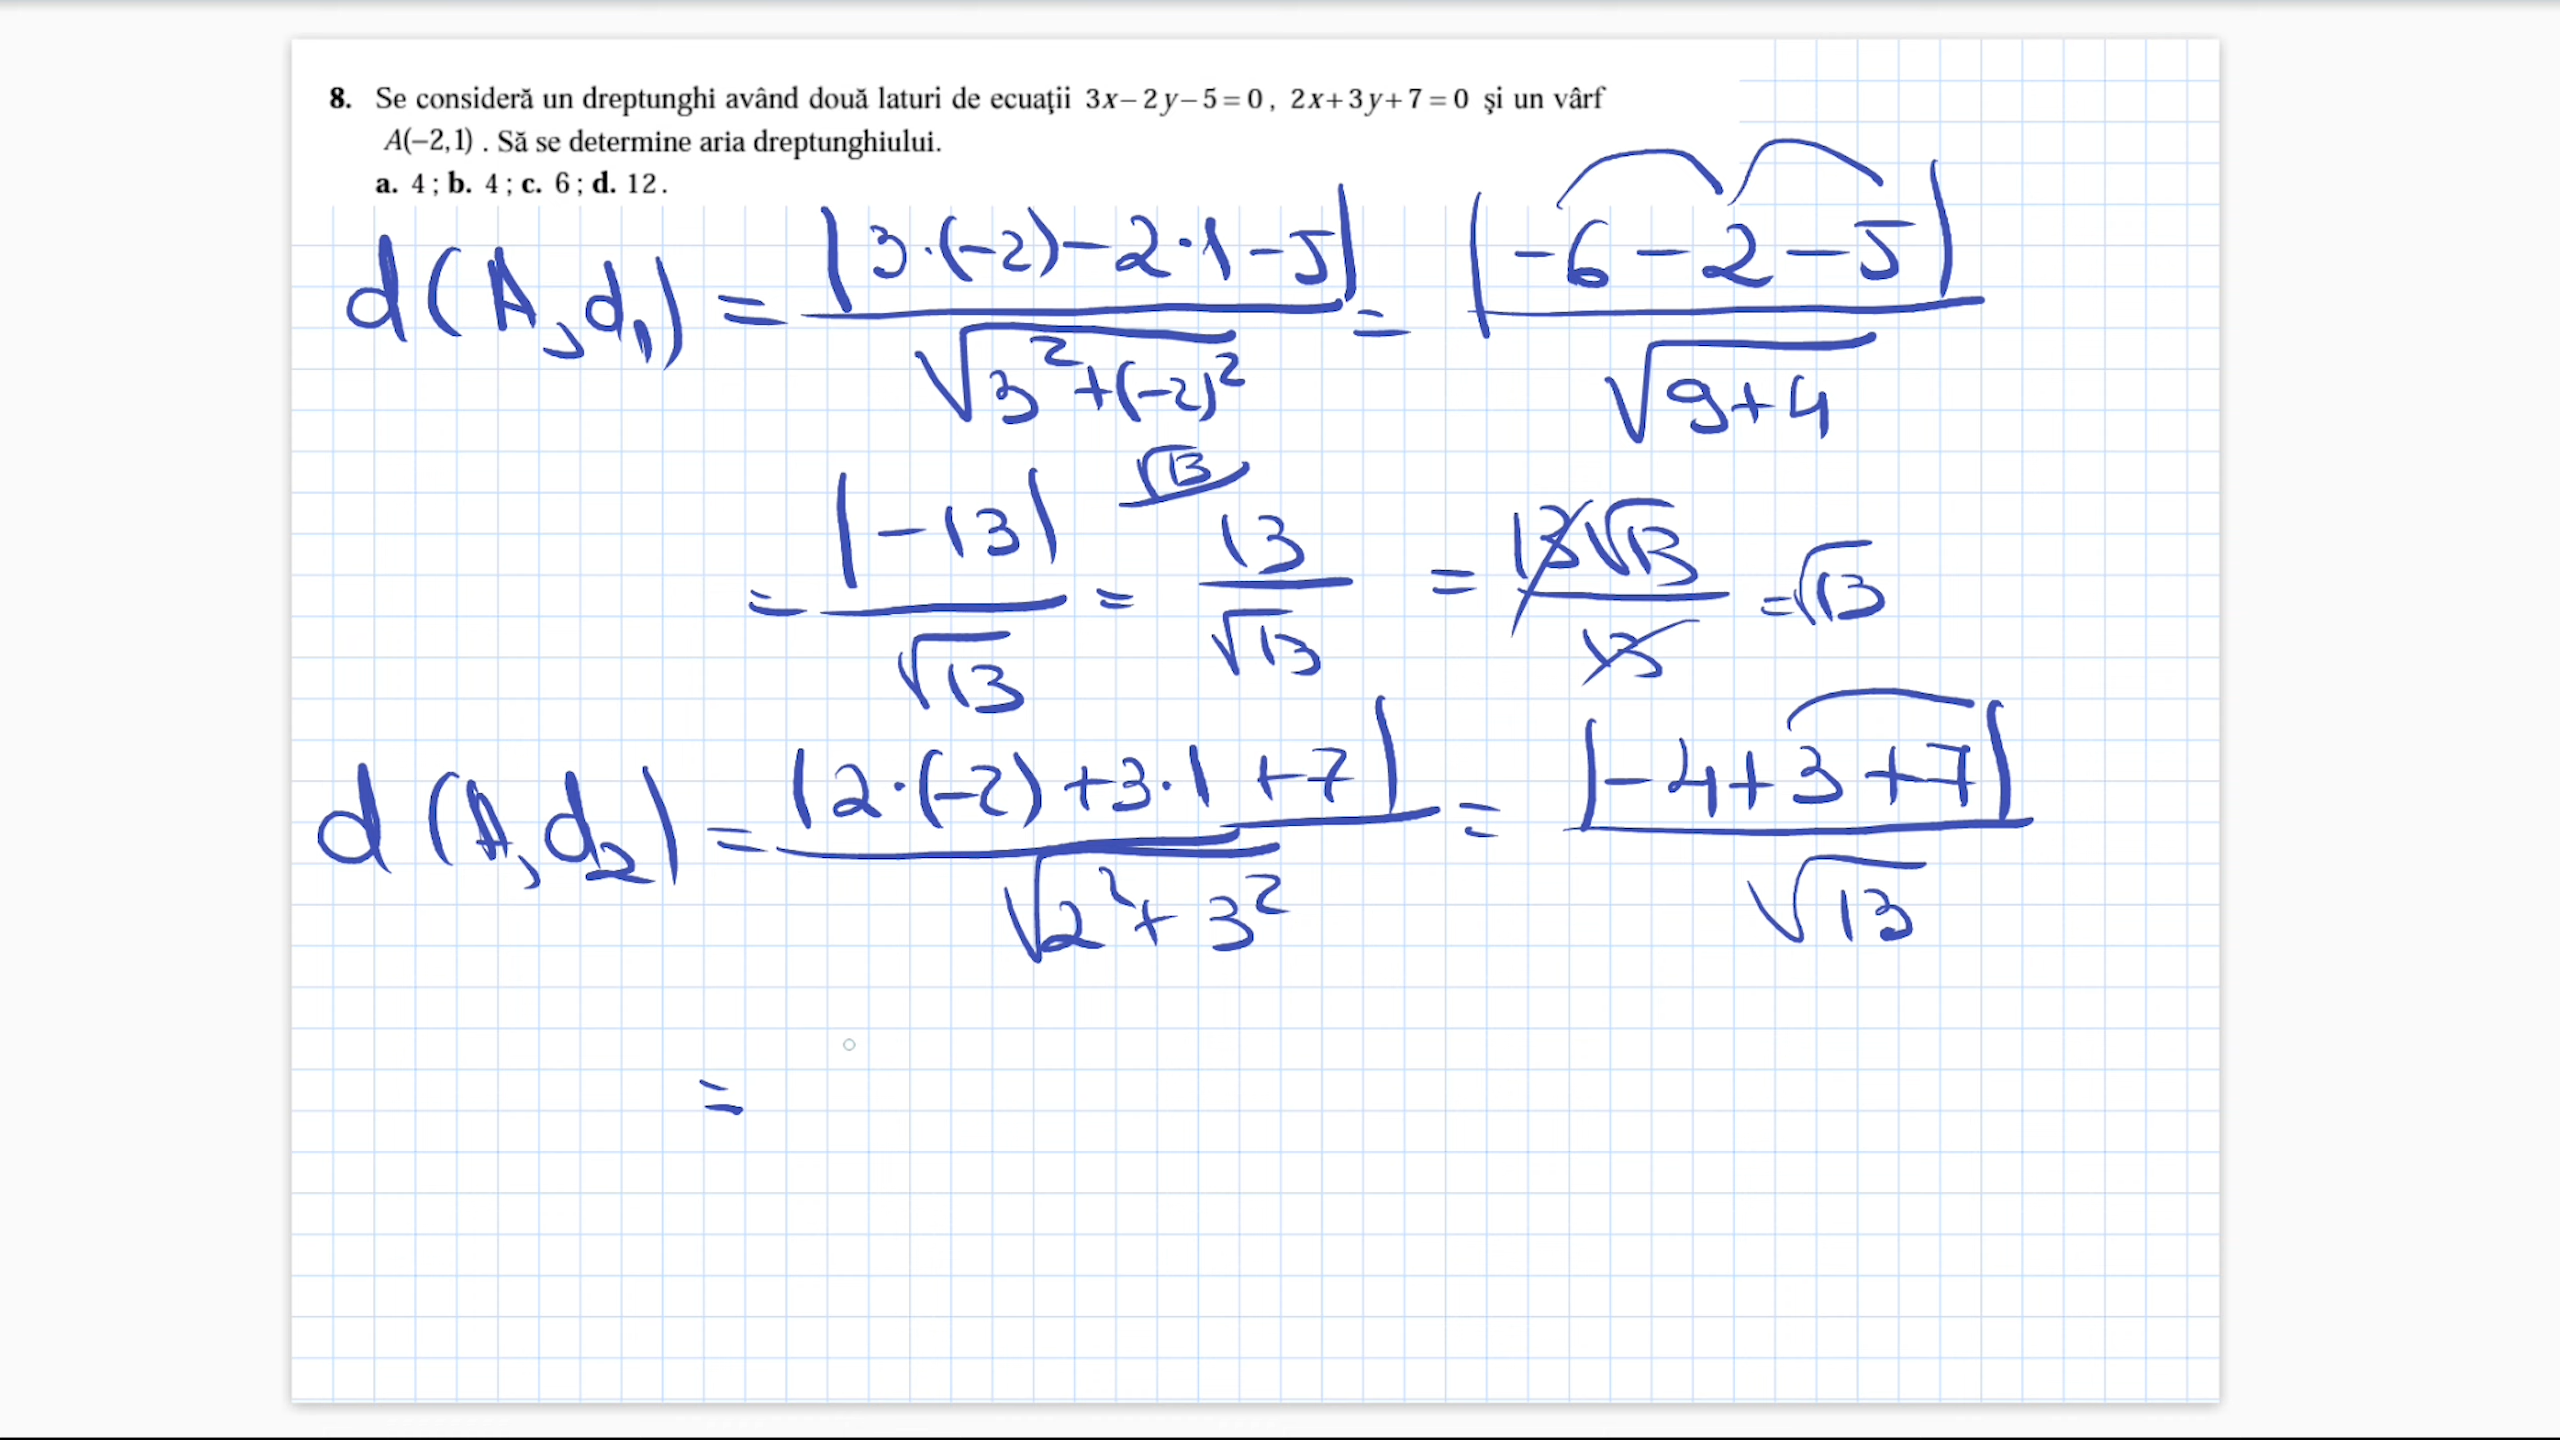 8. Se consideră un dreptunghi având două laturi de ecuații 3x−2y−5=0, 2x+3y+7=0 și un vârf
A(−2,1). Să se determine aria dreptunghiului.
a. 4; b. 4; c. 6; d. 12.
d(A,d₁) = |3·(−2)−2·1−5| / √(3²+(−2)²) = |−6−2−5| / √(9+4)
= |−13| / √13 = √13) 13 / √13 = 13√13 / 13 = √13
d(A,d₂) = |2·(−2)+3·1+7| / √(2²+3²) = |−4+3+7| / √13
=